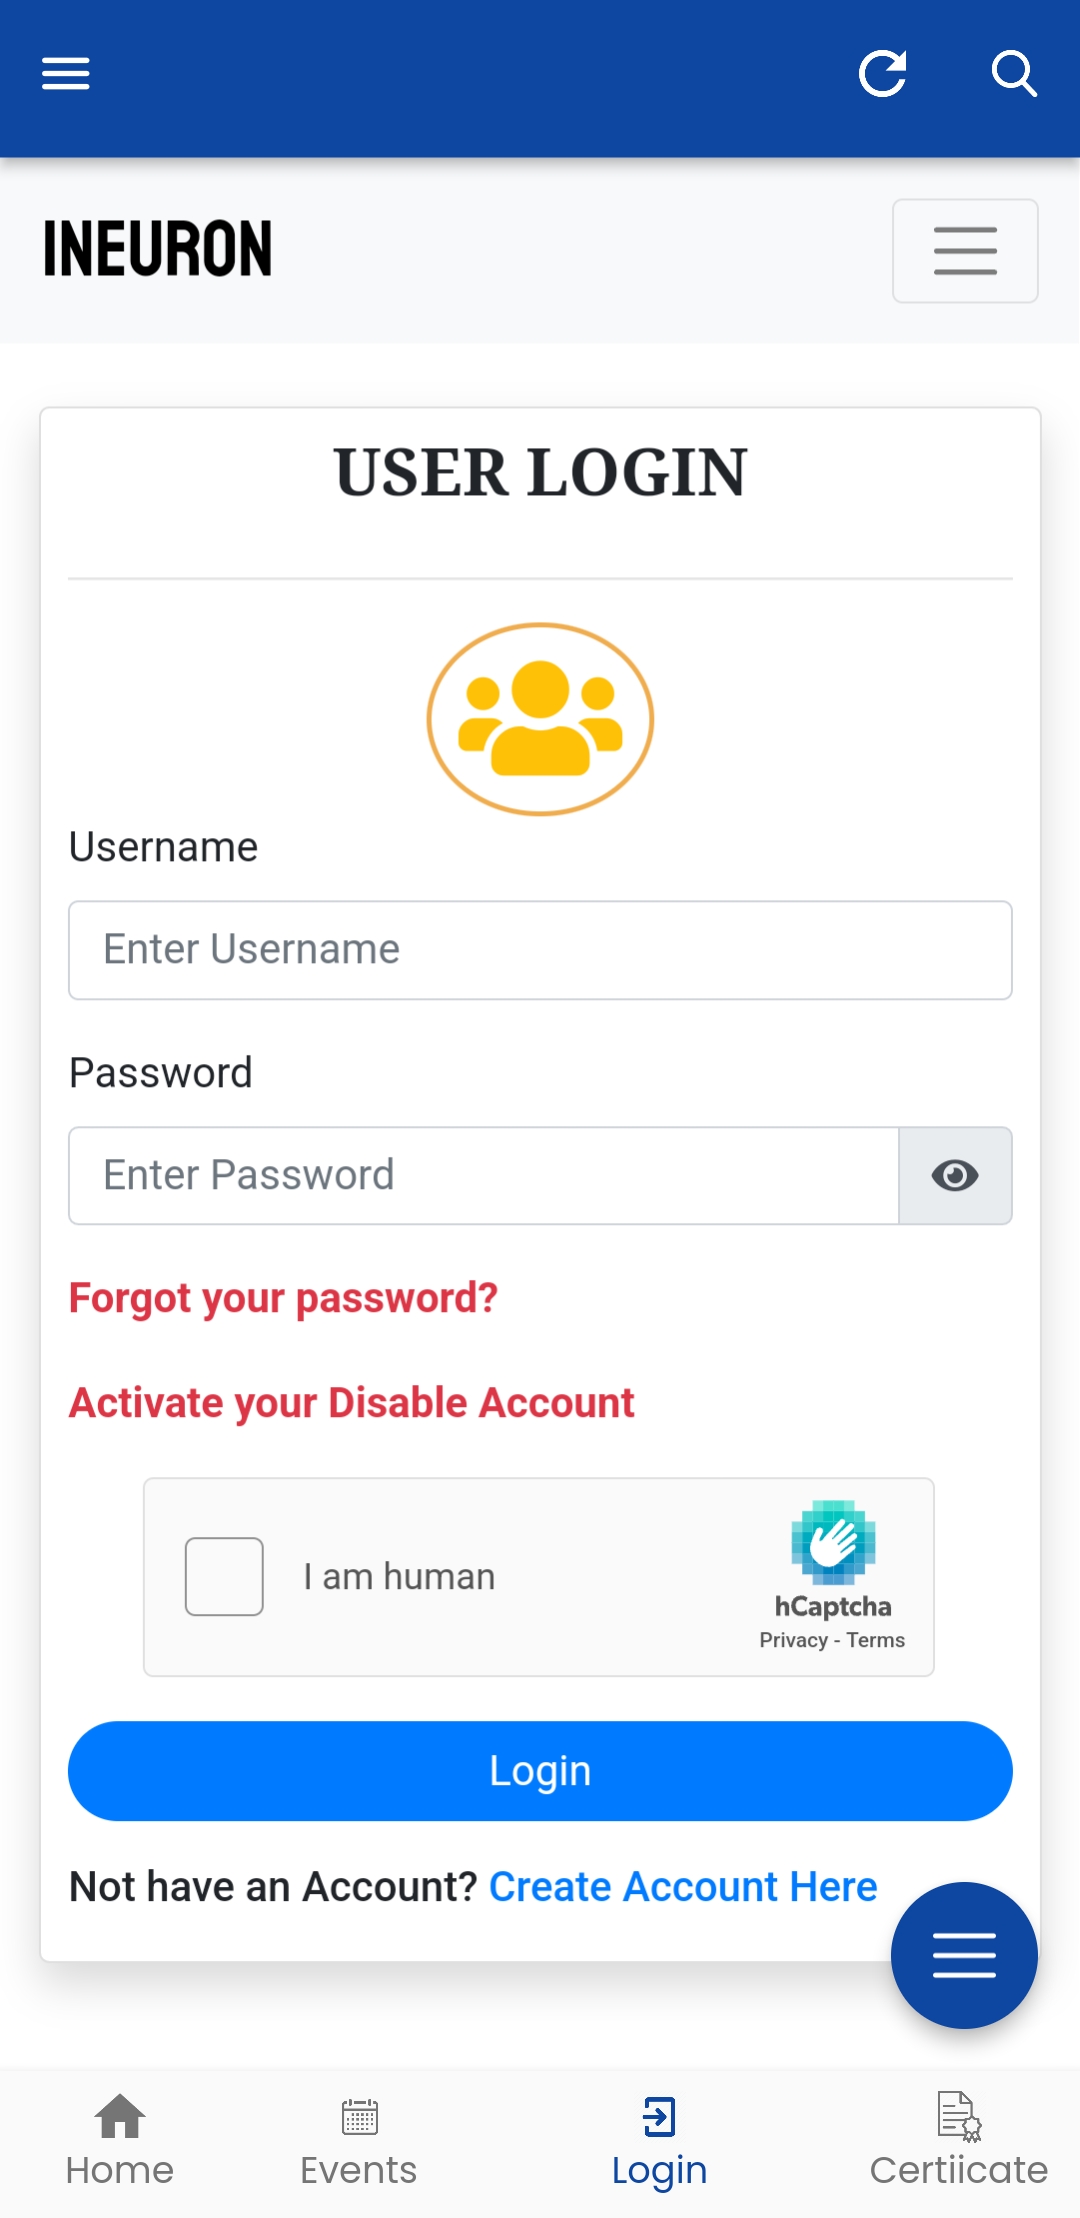 INEURON
USER LOGIN
Username
Enter Username
Password
Enter Password
Forgot your password?
Activate your Disable Account
I am human
hCaptcha
Privacy - Terms
Login
Not have an Account? Create Account Here
Home Events Login Certiicate